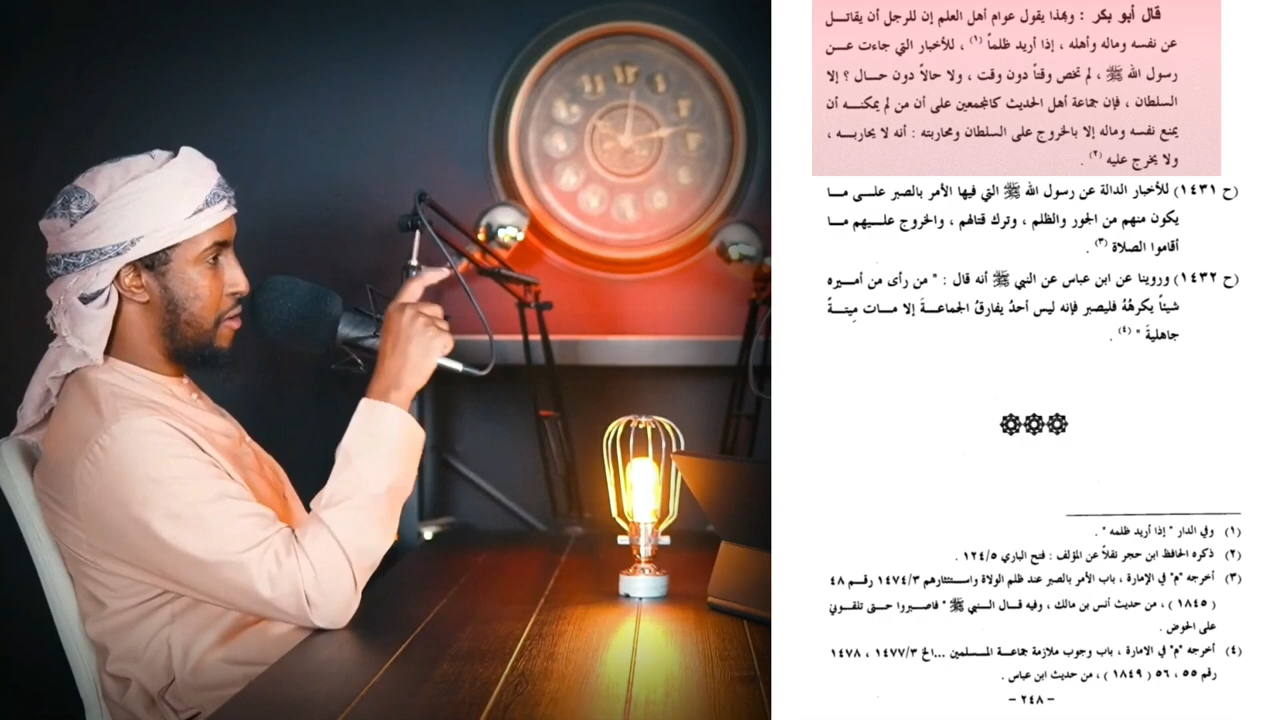 قال أبو بكر : وبهذا يقول عوام أهل العلم إن للرجل أن يقاتل
عن نفسه وماله وأهله ، إذا أريد ظلماً (١) ، للأخبار التي جاءت عن
رسول الله ﷺ ، لم تخص وقتاً دون وقت ، ولا حالاً دون حال ؟ إلا
السلطان ، فإن جماعة أهل الحديث كالمجمعين على أن من لم يمكنه أن
يمنع نفسه وماله إلا بالخروج على السلطان ومحاربته : أنه لا يحاربه ،
ولا يخرج عليه (٢) .
(ح ١٤٣١) للأخبار الدالة عن رسول الله ﷺ التي فيها الأمر بالصبر على ما
يكون منهم من الجور والظلم ، وترك قتالهم ، والخروج عليهم ما
أقاموا الصلاة (٣) .
(ح ١٤٣٢) وروينا عن ابن عباس عن النبي ﷺ أنه قال : " من رأى من أميره
شيئاً يكرهُهُ فليصبر فإنه ليس أحدٌ يفارقُ الجماعةَ إلا مات مِيتةً
جاهليةً " (٤) .
(١) وفي الدار " إذا أريد ظلمه " .
(٢) ذكره الحافظ ابن حجر نقلاً عن المؤلف : فتح الباري ١٢٤/٥ .
(٣) أخرجه "م" في الإمارة ، باب الأمر بالصبر عند ظلم الولاة واستئثارهم ١٤٧٤/٣ رقم ٤٨
( ١٨٤٥ ) ، من حديث أنس بن مالك ، وفيه قال النبي ﷺ " فاصبروا حتى تلقوني
على الحوض .
(٤) أخرجه "م" في الامارة ، باب وجوب ملازمة جماعة المسلمين ...الخ ١٤٧٧/٣ ، ١٤٧٨
رقم ٥٥ ، ٥٦ ( ١٨٤٩ ) ، من حديث ابن عباس .
– ٢٤٨ –